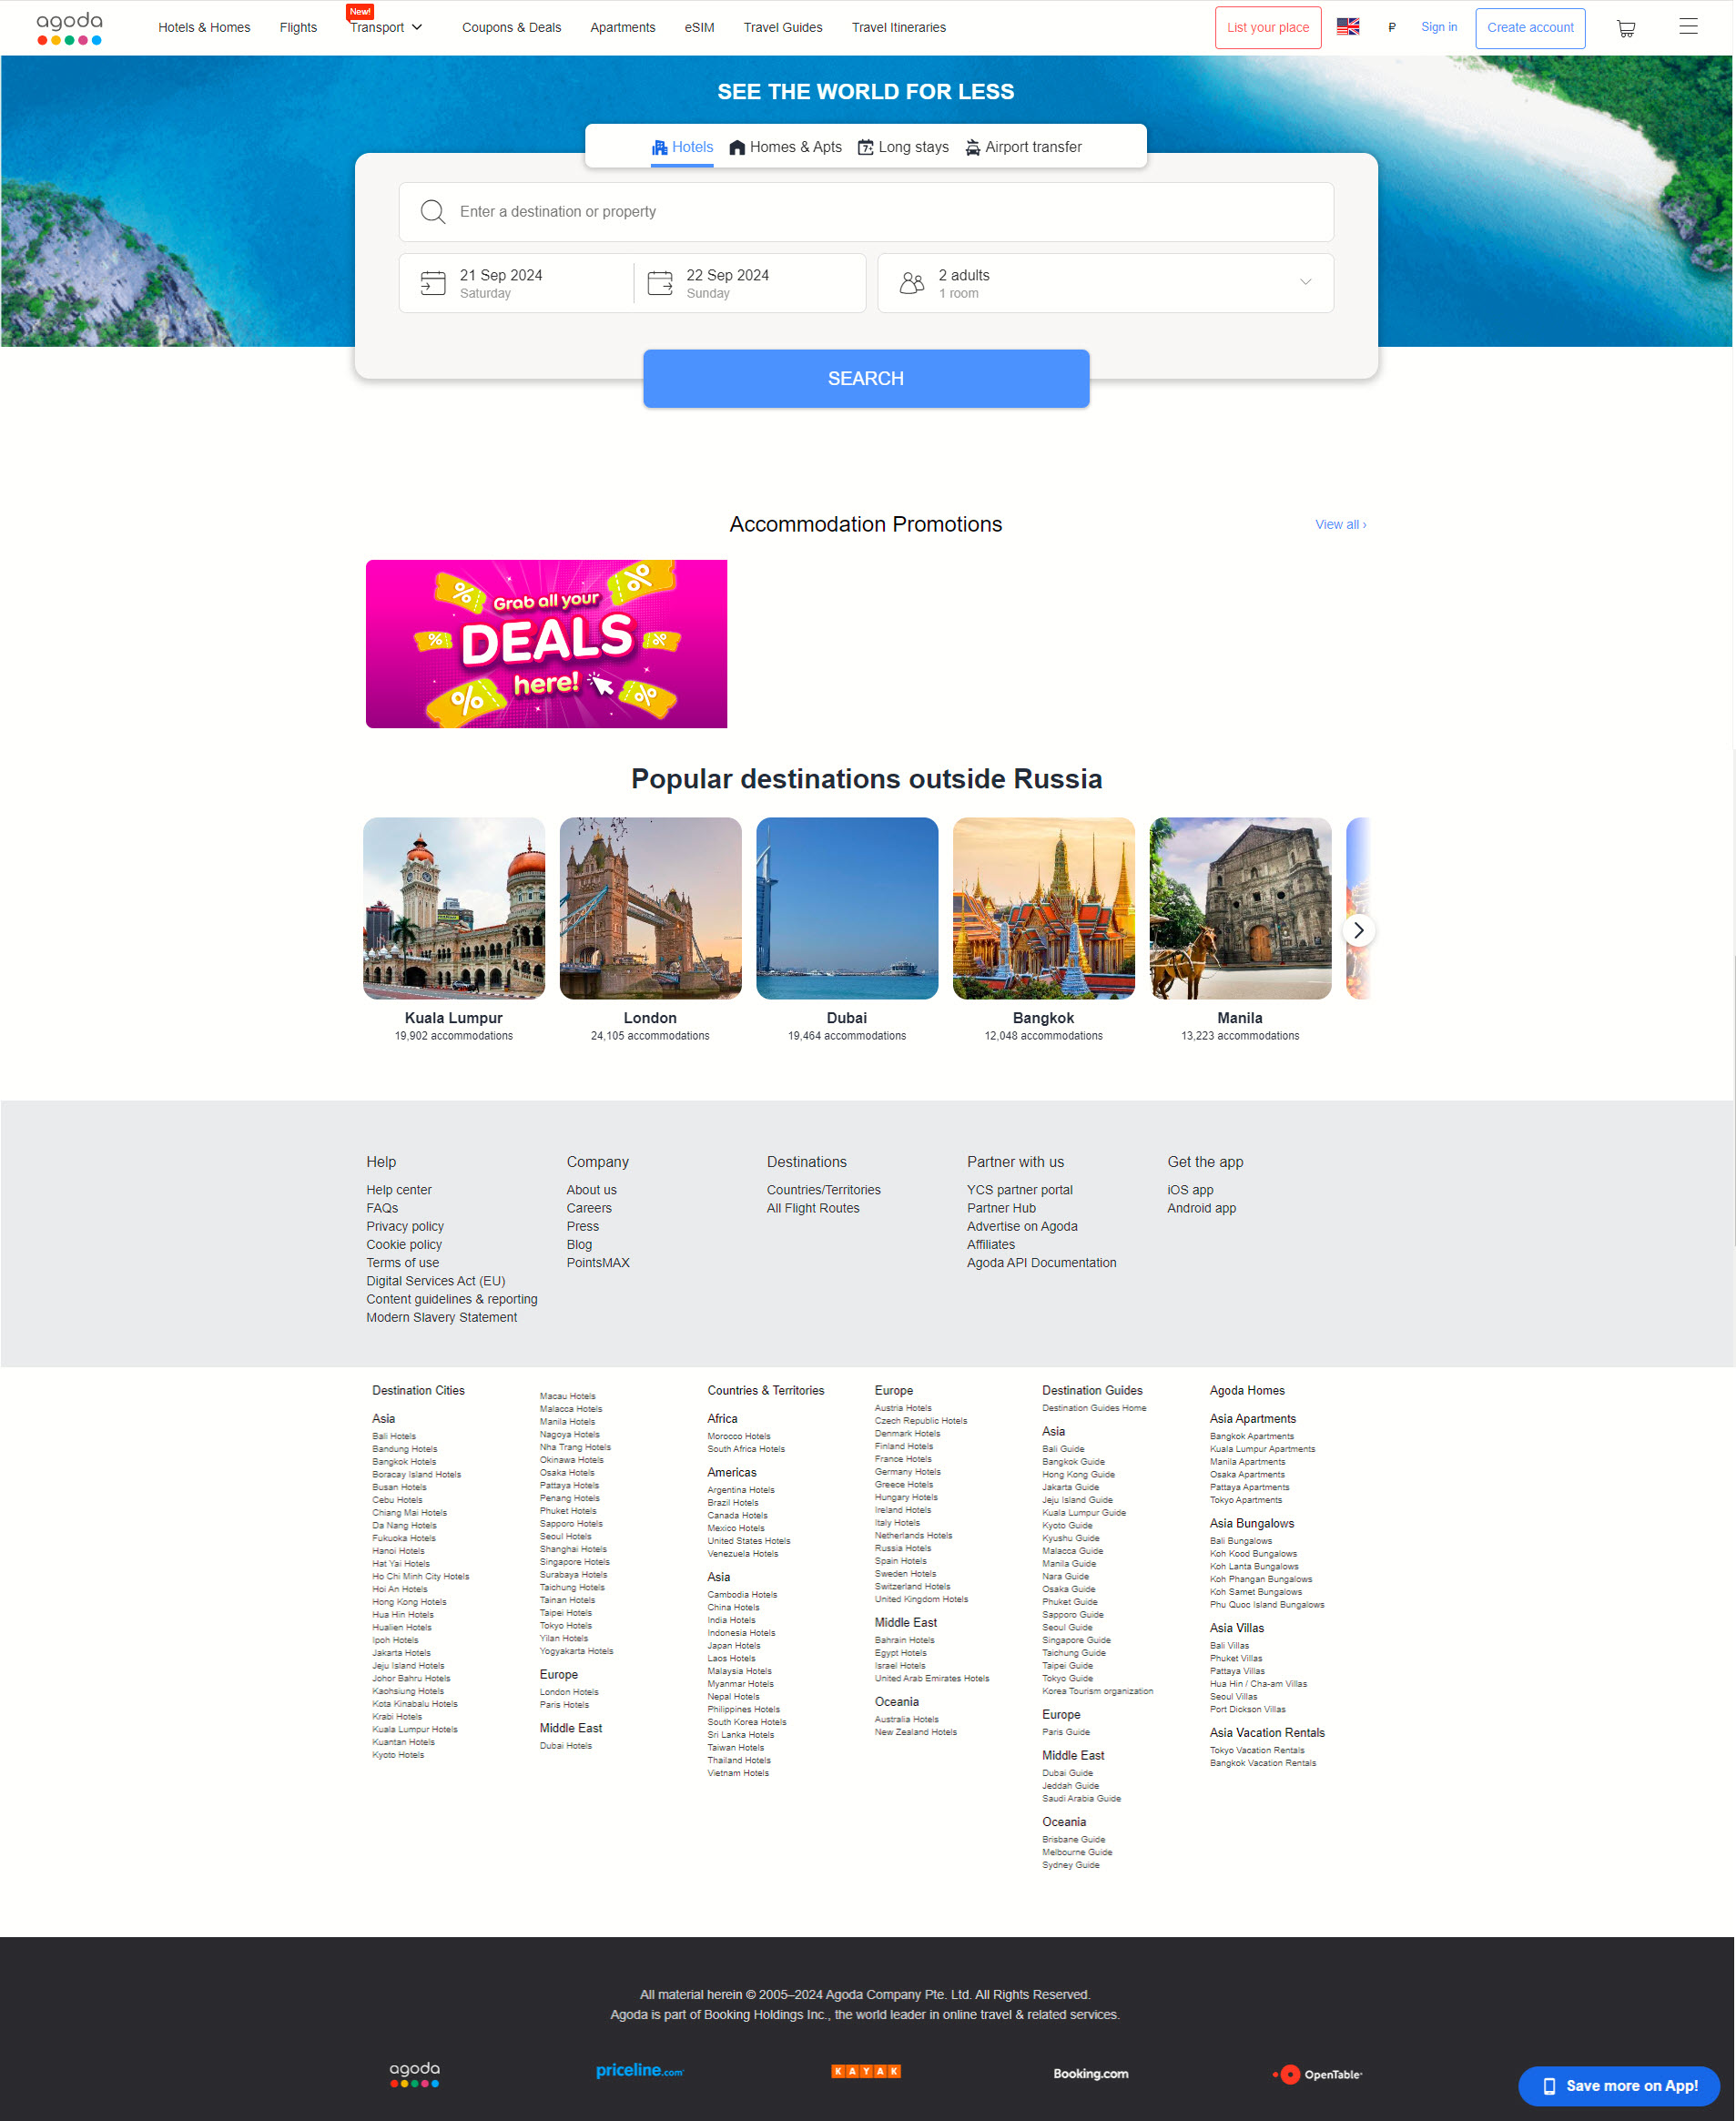 agoda
Hotels & Homes
Flights
New!
Transport
Coupons & Deals
Apartments
eSIM
Travel Guides
Travel Itineraries
List your place
₽
Sign in
Create account
SEE THE WORLD FOR LESS
Hotels
Homes & Apts
Long stays
Airport transfer
Enter a destination or property
21 Sep 2024
Saturday
22 Sep 2024
Sunday
2 adults
1 room
SEARCH
Accommodation Promotions
View all ›
Grab all your
DEALS
here!
Popular destinations outside Russia
Kuala Lumpur
19,902 accommodations
London
24,105 accommodations
Dubai
19,464 accommodations
Bangkok
12,048 accommodations
Manila
13,223 accommodations
Help
Help center
FAQs
Privacy policy
Cookie policy
Terms of use
Digital Services Act (EU)
Content guidelines & reporting
Modern Slavery Statement
Company
About us
Careers
Press
Blog
PointsMAX
Destinations
Countries/Territories
All Flight Routes
Partner with us
YCS partner portal
Partner Hub
Advertise on Agoda
Affiliates
Agoda API Documentation
Get the app
iOS app
Android app
Destination Cities
Asia
Bali Hotels
Bandung Hotels
Bangkok Hotels
Boracay Island Hotels
Busan Hotels
Cebu Hotels
Chiang Mai Hotels
Da Nang Hotels
Fukuoka Hotels
Hanoi Hotels
Hat Yai Hotels
Ho Chi Minh City Hotels
Hoi An Hotels
Hong Kong Hotels
Hua Hin Hotels
Hualien Hotels
Ipoh Hotels
Jakarta Hotels
Jeju Island Hotels
Johor Bahru Hotels
Kaohsiung Hotels
Kota Kinabalu Hotels
Krabi Hotels
Kuala Lumpur Hotels
Kuantan Hotels
Kyoto Hotels
Macau Hotels
Malacca Hotels
Manila Hotels
Nagoya Hotels
Nha Trang Hotels
Okinawa Hotels
Osaka Hotels
Pattaya Hotels
Penang Hotels
Phuket Hotels
Sapporo Hotels
Seoul Hotels
Shanghai Hotels
Singapore Hotels
Surabaya Hotels
Taichung Hotels
Tainan Hotels
Taipei Hotels
Tokyo Hotels
Yilan Hotels
Yogyakarta Hotels
Europe
London Hotels
Paris Hotels
Middle East
Dubai Hotels
Countries & Territories
Africa
Morocco Hotels
South Africa Hotels
Americas
Argentina Hotels
Brazil Hotels
Canada Hotels
Mexico Hotels
United States Hotels
Venezuela Hotels
Asia
Cambodia Hotels
China Hotels
India Hotels
Indonesia Hotels
Japan Hotels
Laos Hotels
Malaysia Hotels
Myanmar Hotels
Nepal Hotels
Philippines Hotels
South Korea Hotels
Sri Lanka Hotels
Taiwan Hotels
Thailand Hotels
Vietnam Hotels
Europe
Austria Hotels
Czech Republic Hotels
Denmark Hotels
Finland Hotels
France Hotels
Germany Hotels
Greece Hotels
Hungary Hotels
Ireland Hotels
Italy Hotels
Netherlands Hotels
Russia Hotels
Spain Hotels
Sweden Hotels
Switzerland Hotels
United Kingdom Hotels
Middle East
Bahrain Hotels
Egypt Hotels
Israel Hotels
United Arab Emirates Hotels
Oceania
Australia Hotels
New Zealand Hotels
Destination Guides
Destination Guides Home
Asia
Bali Guide
Bangkok Guide
Hong Kong Guide
Jakarta Guide
Jeju Island Guide
Kuala Lumpur Guide
Kyoto Guide
Kyushu Guide
Malacca Guide
Manila Guide
Nara Guide
Osaka Guide
Phuket Guide
Sapporo Guide
Seoul Guide
Singapore Guide
Taichung Guide
Taipei Guide
Tokyo Guide
Korea Tourism organization
Europe
Paris Guide
Middle East
Dubai Guide
Jeddah Guide
Saudi Arabia Guide
Oceania
Brisbane Guide
Melbourne Guide
Sydney Guide
Agoda Homes
Asia Apartments
Bangkok Apartments
Kuala Lumpur Apartments
Manila Apartments
Osaka Apartments
Pattaya Apartments
Tokyo Apartments
Asia Bungalows
Bali Bungalows
Koh Kood Bungalows
Koh Lanta Bungalows
Koh Phangan Bungalows
Koh Samet Bungalows
Phu Quoc Island Bungalows
Asia Villas
Bali Villas
Phuket Villas
Pattaya Villas
Hua Hin / Cha-am Villas
Seoul Villas
Port Dickson Villas
Asia Vacation Rentals
Tokyo Vacation Rentals
Bangkok Vacation Rentals
All material herein © 2005–2024 Agoda Company Pte. Ltd. All Rights Reserved.
Agoda is part of Booking Holdings Inc., the world leader in online travel & related services.
agoda
priceline.com
KAYAK
Booking.com
OpenTable
Save more on App!